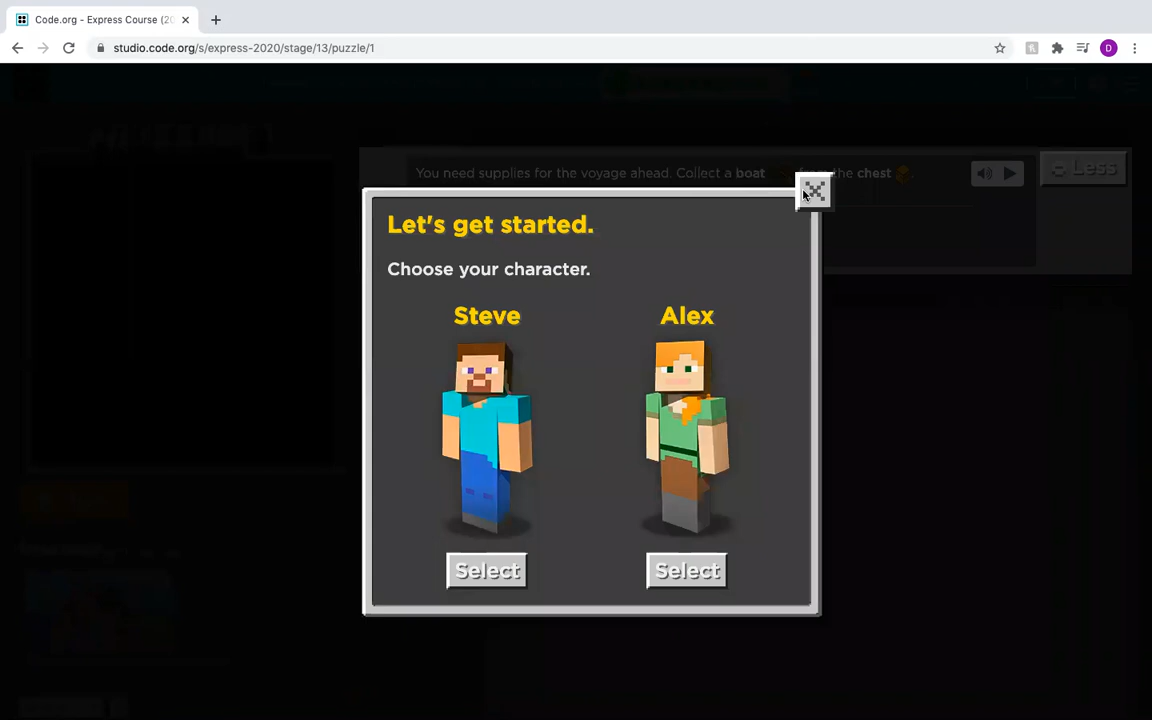 Code.org - Express Course (20
studio.code.org/s/express-2020/stage/13/puzzle/1
D
You need supplies for the voyage ahead. Collect a boat the chest .
Less
Let's get started.
Choose your character.
Steve Alex
Select Select